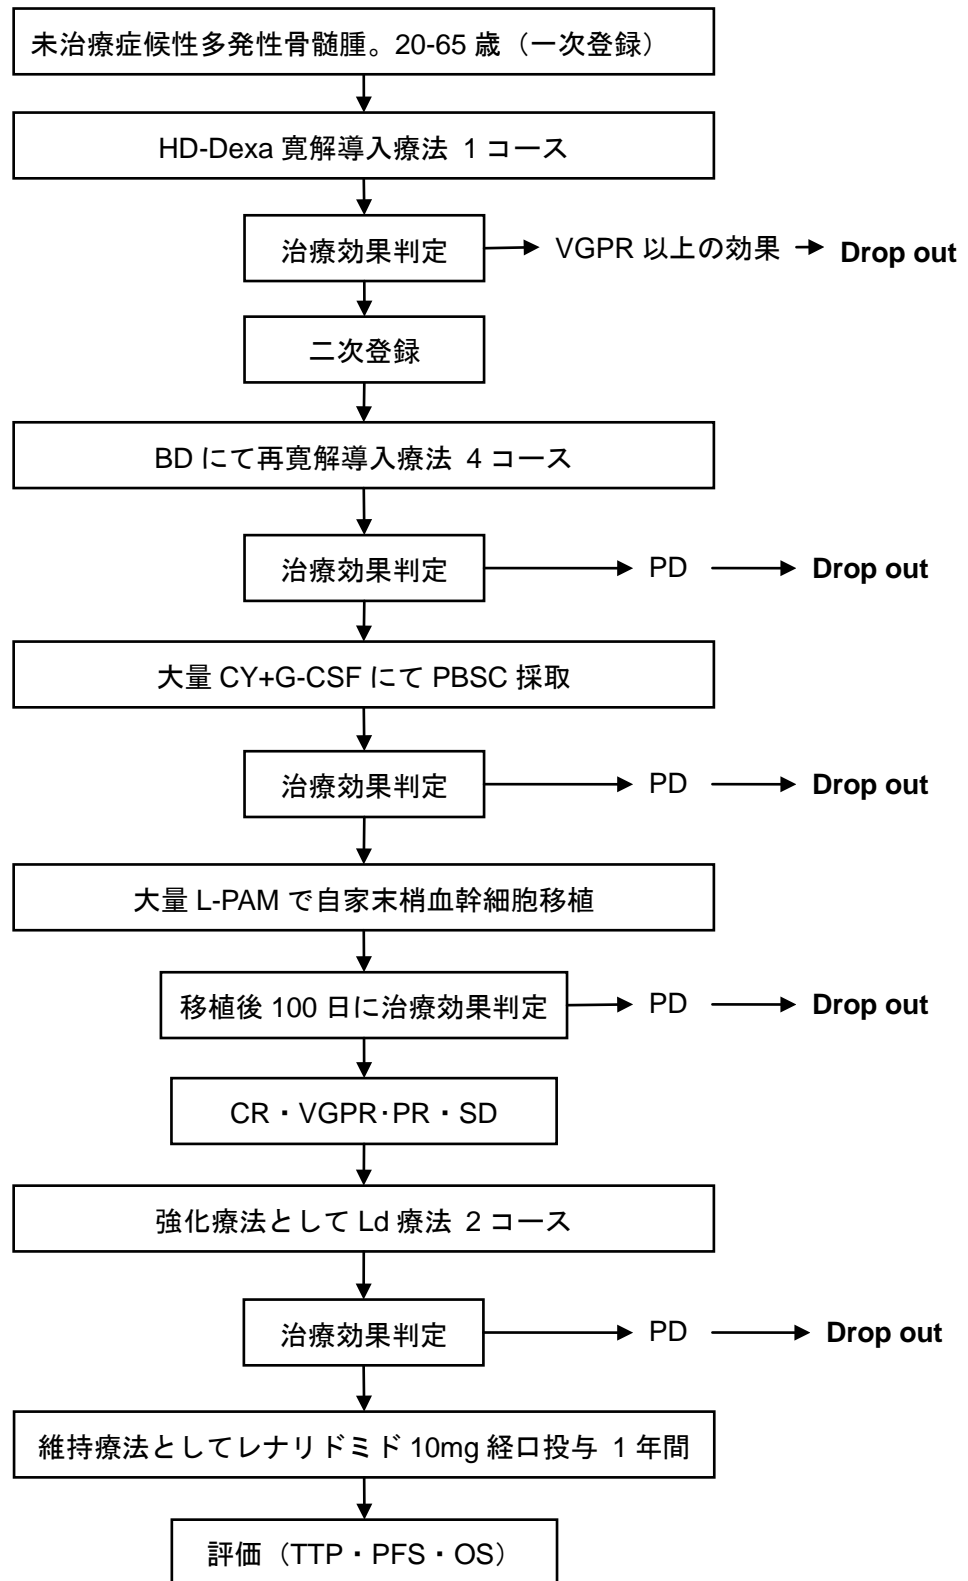 未治療症候性多発性骨髄腫。20-65 歳（一次登録）
HD-Dexa 寛解導入療法 1 コース
治療効果判定 VGPR 以上の効果 Drop out
二次登録
BD にて再寛解導入療法 4 コース
治療効果判定 PD Drop out
大量 CY+G-CSF にて PBSC 採取
治療効果判定 PD Drop out
大量 L-PAM で自家末梢血幹細胞移植
移植後 100 日に治療効果判定 PD Drop out
CR・VGPR・PR・SD
強化療法として Ld 療法 2 コース
治療効果判定 PD Drop out
維持療法としてレナリドミド 10mg 経口投与 1 年間
評価（TTP・PFS・OS）